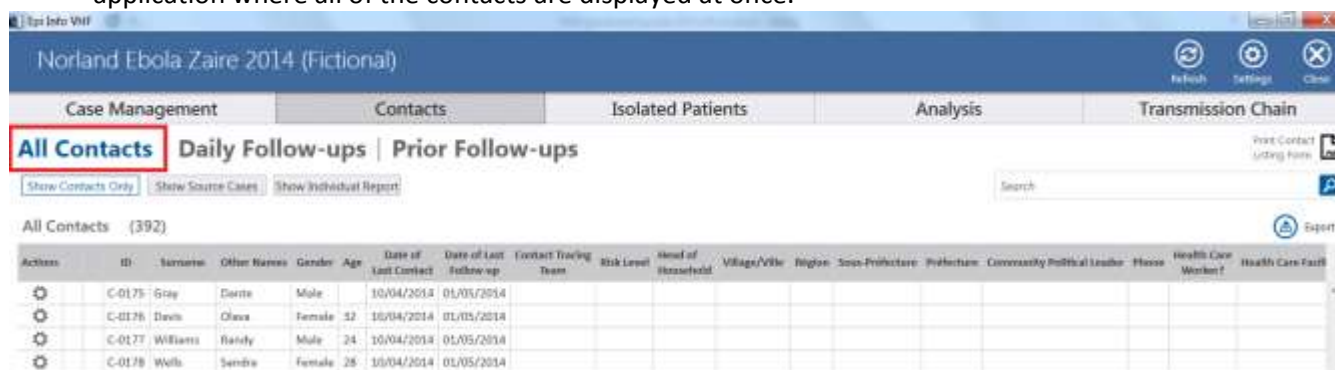 application where all of the contacts are displayed at once.
Epi Info VHF
Norland Ebola Zaire 2014 (Fictional)
Refresh Settings Close
Case Management Contacts Isolated Patients Analysis Transmission Chain
All Contacts Daily Follow-ups | Prior Follow-ups
Print Contact
Listing Form
Show Contacts Only Show Source Cases Show Individual Report Search
All Contacts (392) Export
Actions ID Surname Other Names Gender Age Date of Last Contact Date of Last Follow-up Contact Tracing Team Risk Level Head of Household Village/Ville Region Sous-Prefecture Prefecture Community Political Leader Phone Health Care Worker? Health Care Facil
C-0175 Gray Dante Male 10/04/2014 01/05/2014
C-0176 Davis Olava Female 32 10/04/2014 01/05/2014
C-0177 Williams Randy Male 24 10/04/2014 01/05/2014
C-0178 Wells Sandra Female 28 10/04/2014 01/05/2014